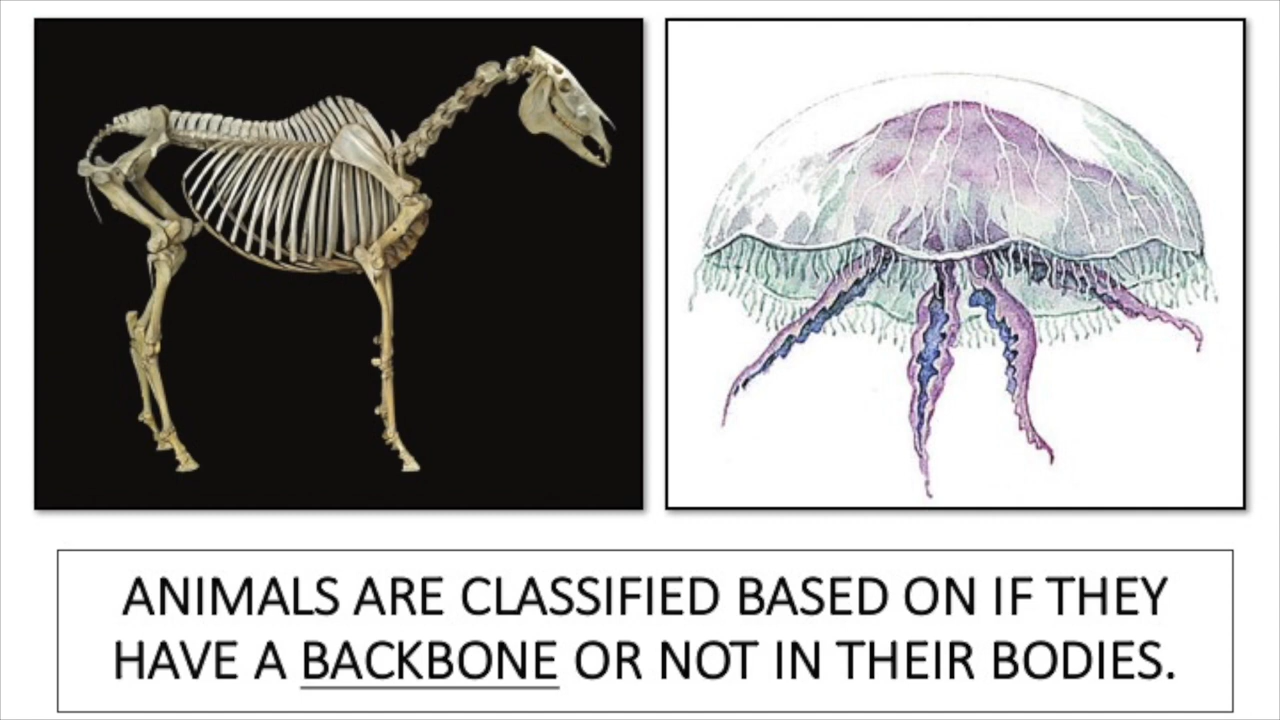 ANIMALS ARE CLASSIFIED BASED ON IF THEY
HAVE A BACKBONE OR NOT IN THEIR BODIES.